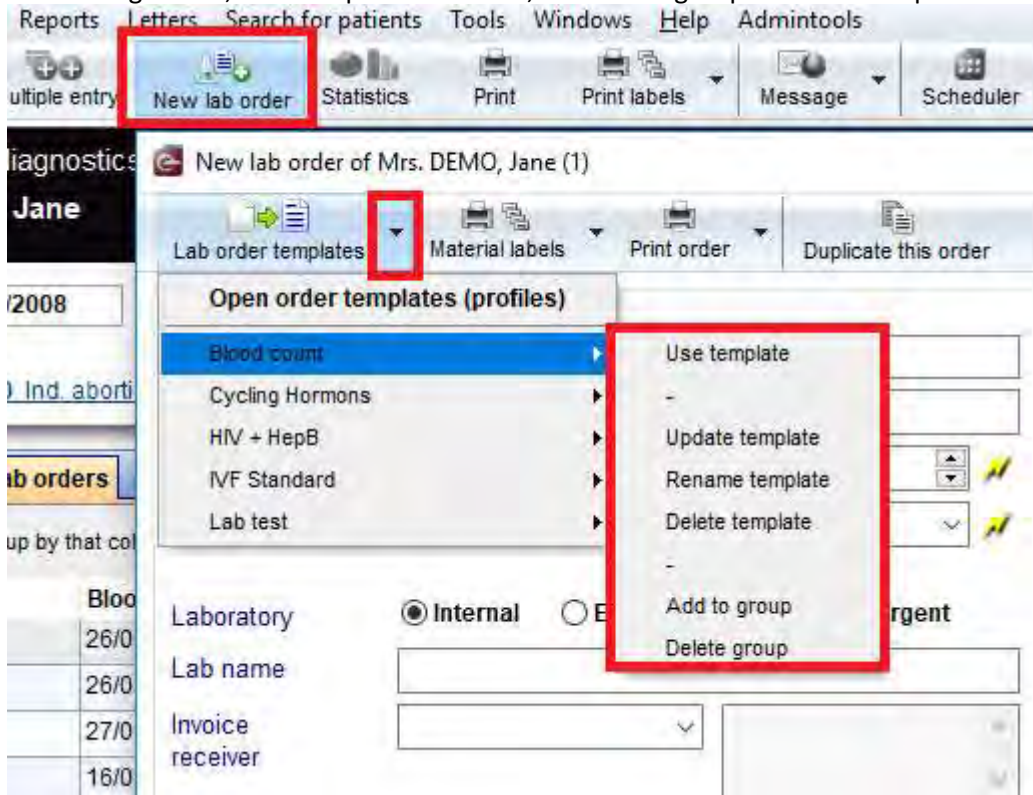 Reports Letters Search for patients Tools Windows Help Admintools
ultiple entry New lab order Statistics Print Print labels Message Scheduler
iagnostics
Jane
New lab order of Mrs. DEMO, Jane (1)
Lab order templates Material labels Print order Duplicate this order
/2008
Open order templates (profiles)
Blood count
Cycling Hormons
HIV + HepB
IVF Standard
Lab test
Use template
-
Update template
Rename template
Delete template
-
Add to group
Delete group
Ind. aborti
ab orders
up by that col
Bloo
26/0
26/0
27/0
16/0
Laboratory Internal E rgent
Lab name
Invoice
receiver